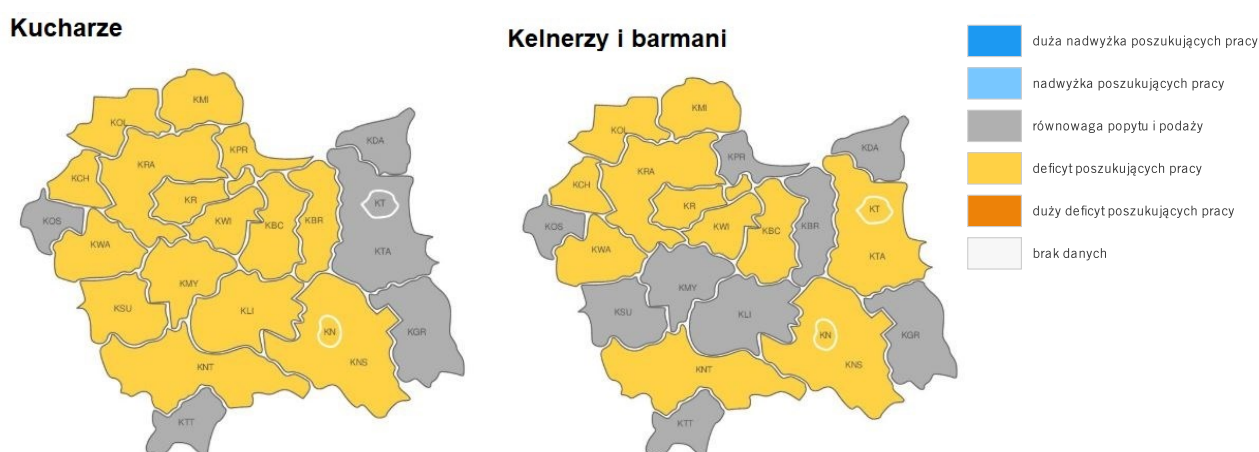 Kucharze
KMI
KOL
KPR
KDA
KRA
KCH
KR
KT
KOS
KWI
KBC
KBR
KWA
KTA
KMY
KSU
KLI
KN
KGR
KNT
KNS
KTT
Kelnerzy i barmani
KMI
KOL
KPR
KDA
KRA
KCH
KR
KT
KOS
KWI
KBC
KBR
KWA
KTA
KMY
KSU
KLI
KN
KGR
KNT
KNS
KTT
duża nadwyżka poszukujących pracy
nadwyżka poszukujących pracy
równowaga popytu i podaży
deficyt poszukujących pracy
duży deficyt poszukujących pracy
brak danych